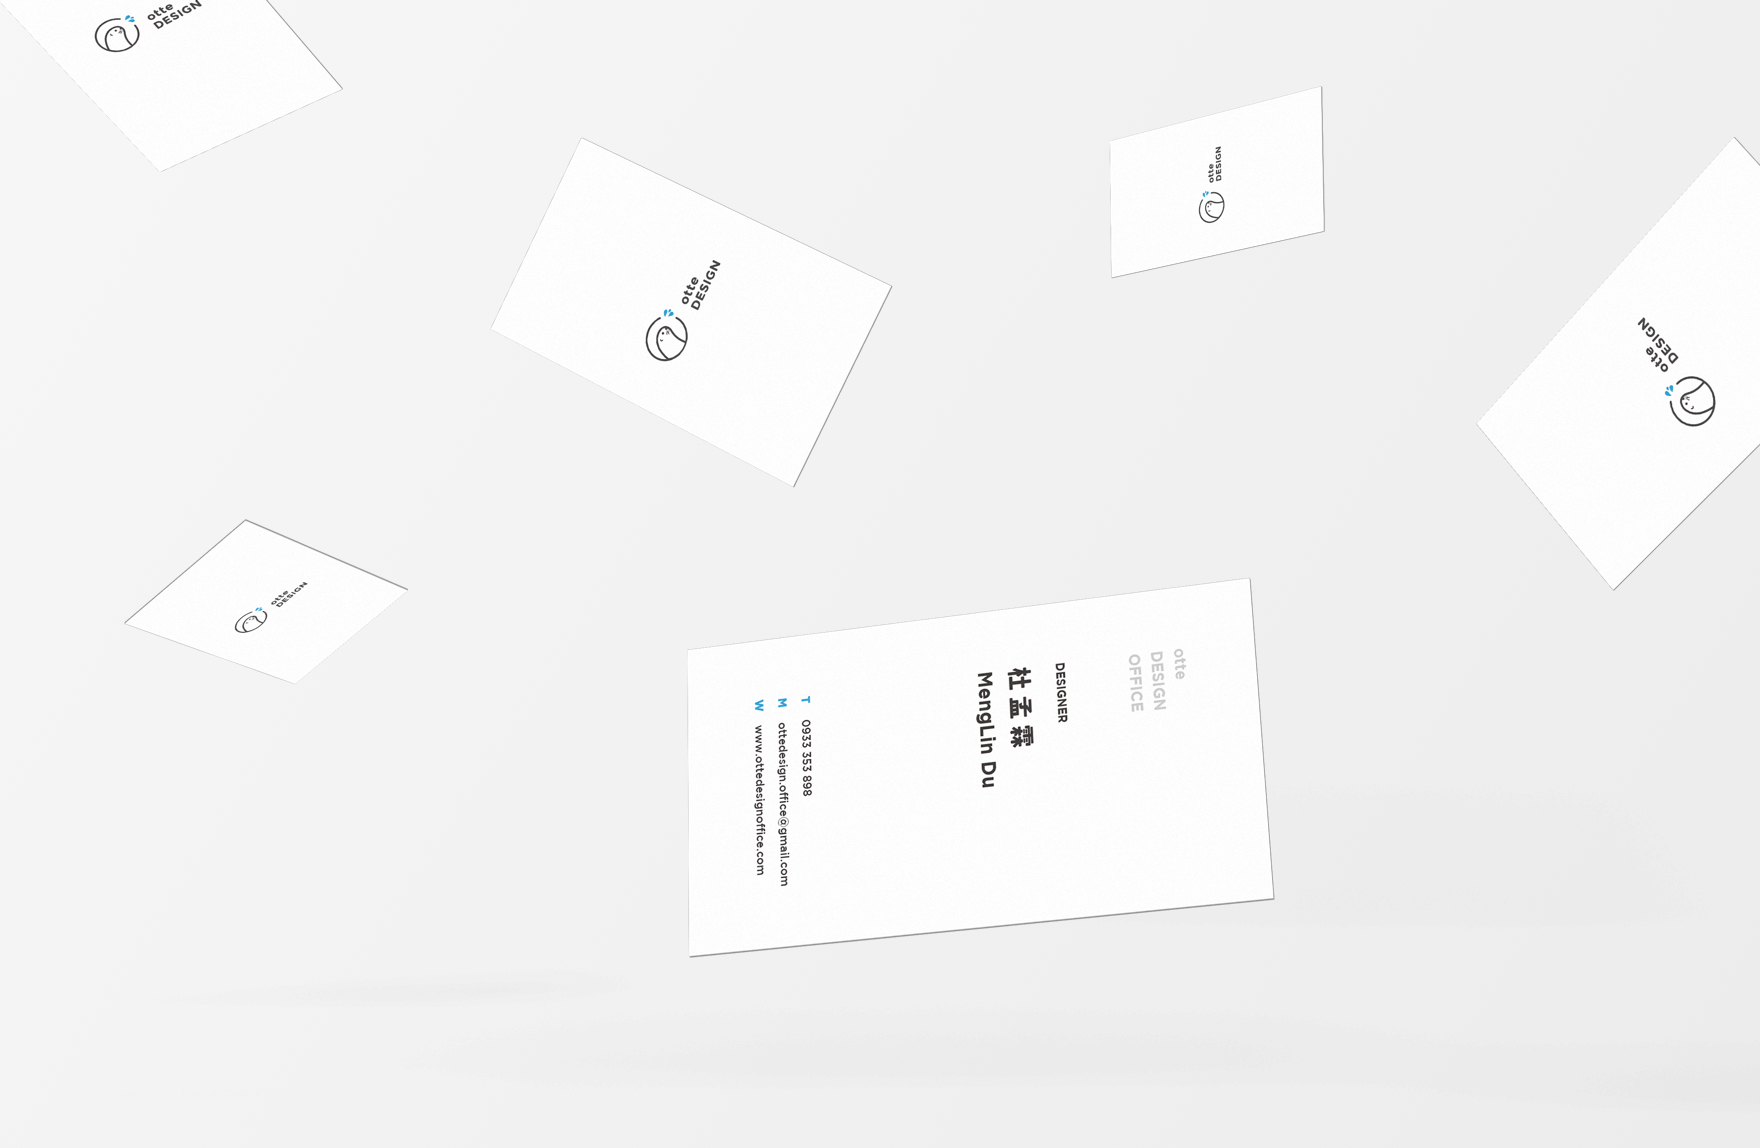 otte
DESIGN
otte
DESIGN
otte
DESIGN
otte
DESIGN
otte
DESIGN
otte
DESIGN
OFFICE
DESIGNER
杜孟霖
MengLin Du
T 0933 353 898
M ottedesign.office@gmail.com
W www.ottedesignoffice.com